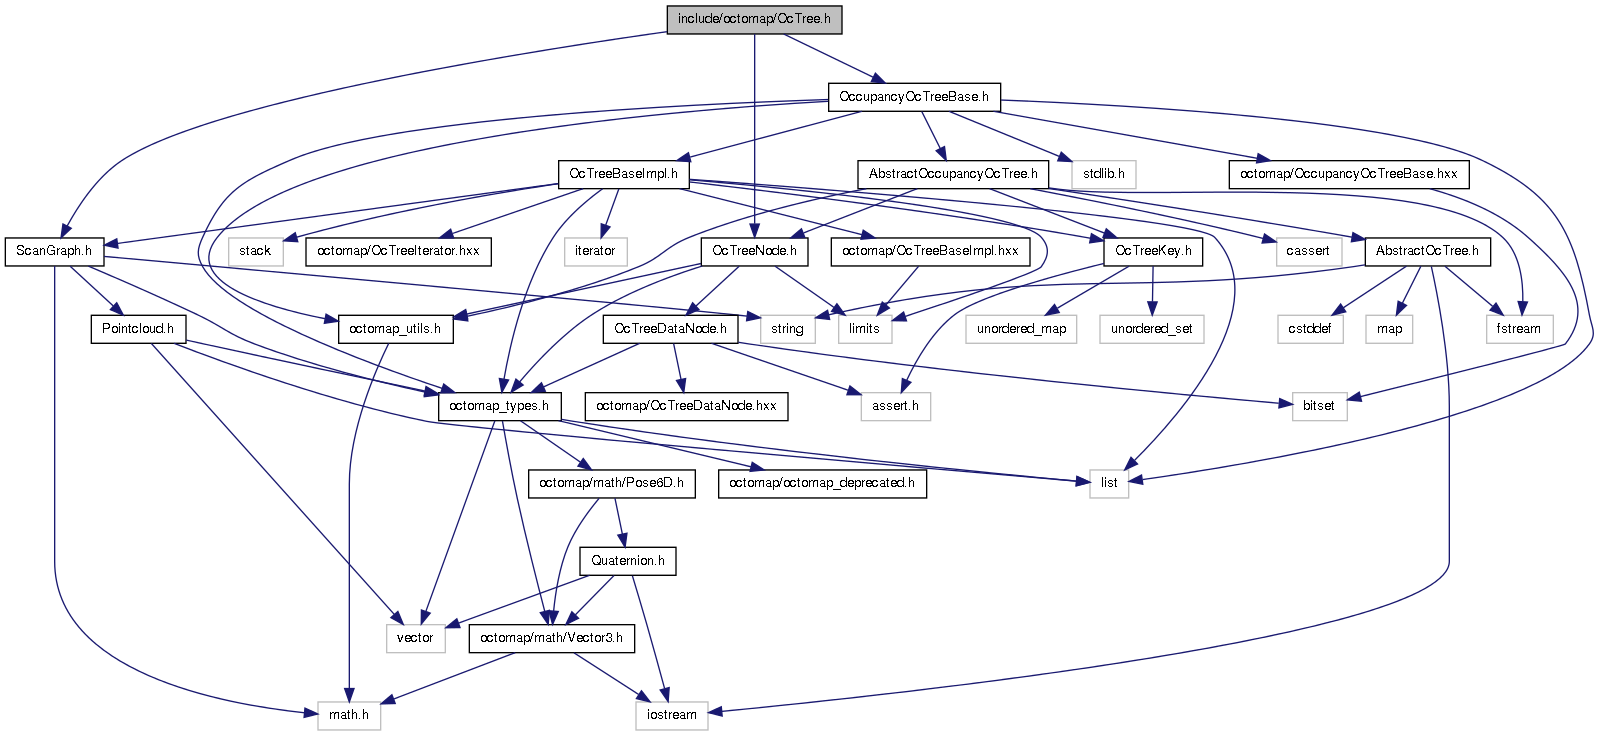 include/octomap/OcTree.h
OccupancyOcTreeBase.h
OcTreeBaseImpl.h
AbstractOccupancyOcTree.h
stdlib.h
octomap/OccupancyOcTreeBase.hxx
ScanGraph.h
stack
octomap/OcTreeIterator.hxx
iterator
OcTreeNode.h
octomap/OcTreeBaseImpl.hxx
OcTreeKey.h
cassert
AbstractOcTree.h
Pointcloud.h
octomap_utils.h
OcTreeDataNode.h
string
limits
unordered_map
unordered_set
cstddef
map
fstream
octomap_types.h
octomap/OcTreeDataNode.hxx
assert.h
bitset
octomap/math/Pose6D.h
octomap/octomap_deprecated.h
list
Quaternion.h
vector
octomap/math/Vector3.h
math.h
iostream